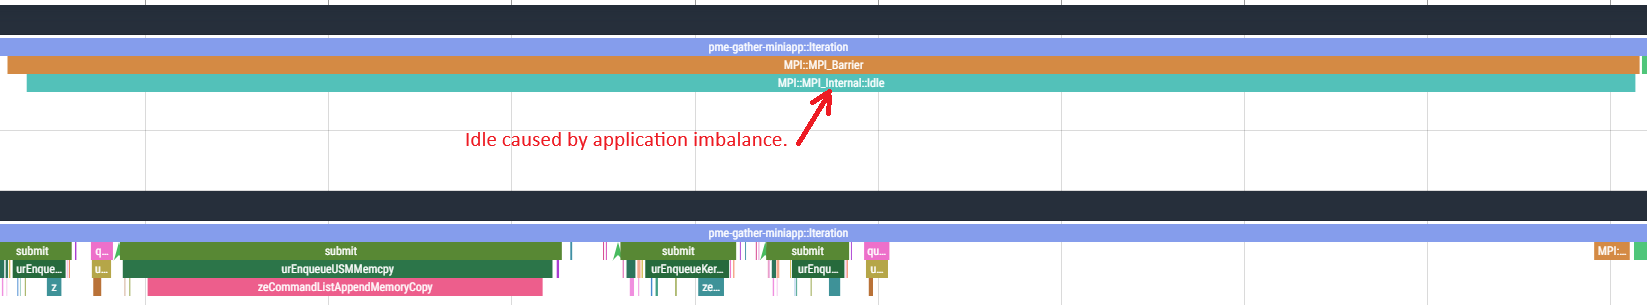 pme-gather-miniapp::Iteration
MPI::MPI_Barrier
MPI::MPI_Internal::Idle
Idle caused by application imbalance.
pme-gather-miniapp::Iteration
submit q... submit submit submit qu... MPI:...
urEnque... u... urEnqueueUSMMemcpy urEnqueueKer... urEnqu... u...
z zeCommandListAppendMemoryCopy ze...